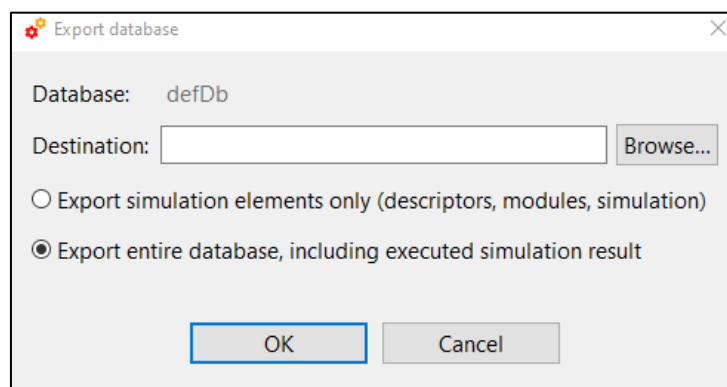 Export database
Database: defDb
Destination: Browse...
Export simulation elements only (descriptors, modules, simulation)
Export entire database, including executed simulation result
OK Cancel